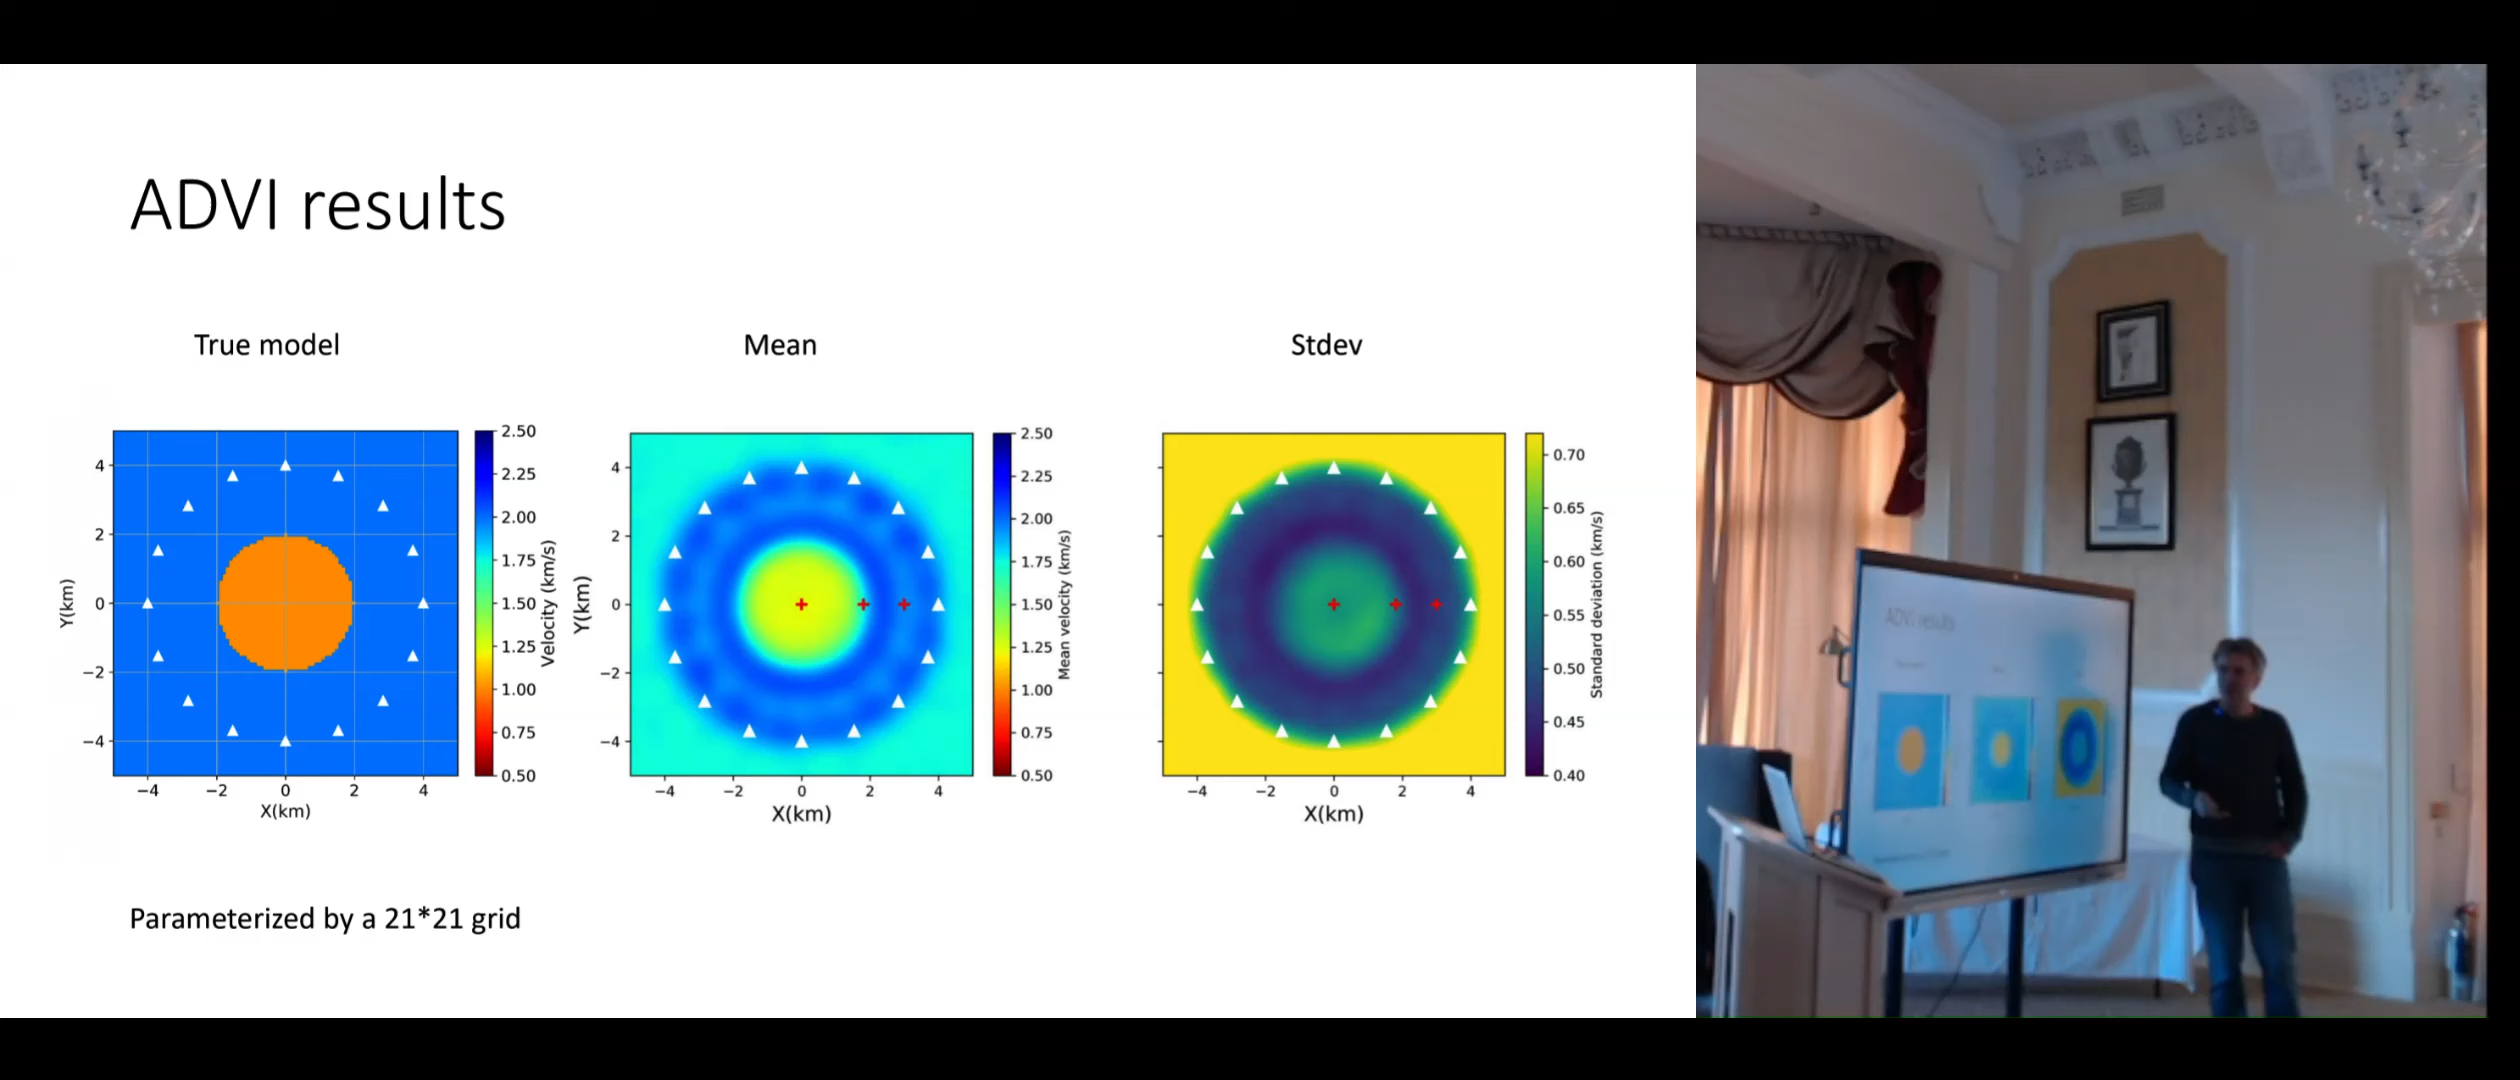 ADVI results
True model
Mean
Stdev
4
2
0
−2
−4
Y(km)
−4 −2 0 2 4
X(km)
2.50
2.25
2.00
1.75
1.50
1.25
1.00
0.75
0.50
Velocity (km/s)
4
2
0
−2
−4
Y(km)
−4 −2 0 2 4
X(km)
2.50
2.25
2.00
1.75
1.50
1.25
1.00
0.75
0.50
Mean velocity (km/s)
−4 −2 0 2 4
X(km)
0.70
0.65
0.60
0.55
0.50
0.45
0.40
Standard deviation (km/s)
Parameterized by a 21*21 grid
ADVI results